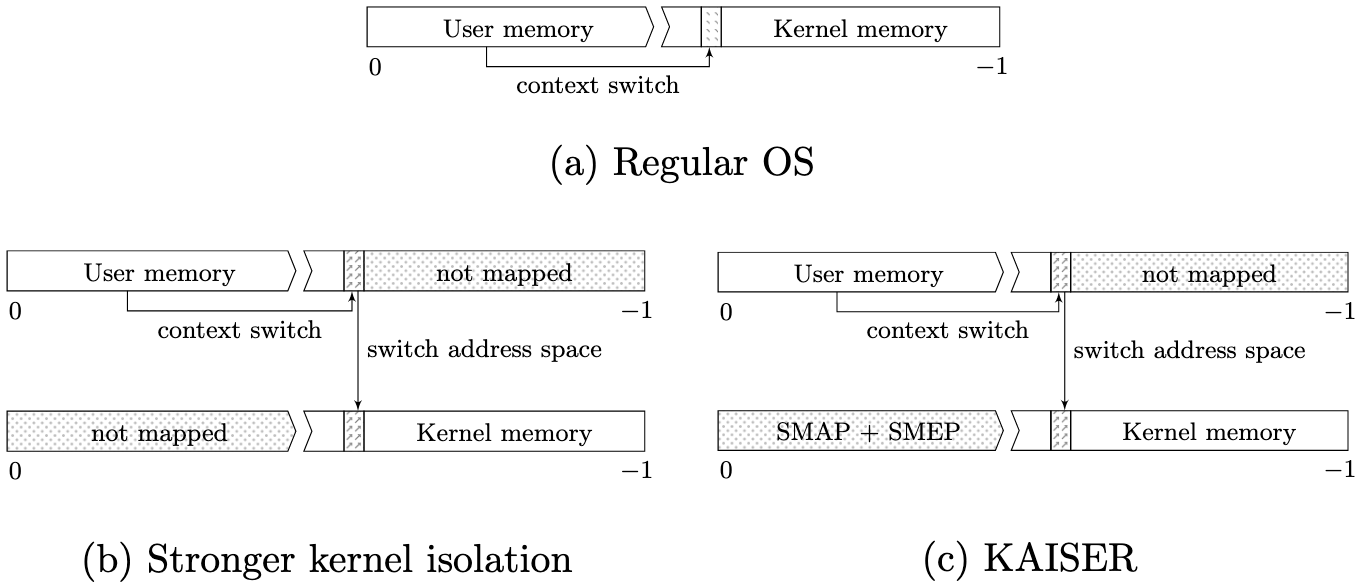 User memory Kernel memory
0 −1
context switch
(a) Regular OS
User memory not mapped
0 −1
context switch
switch address space
not mapped Kernel memory
0 −1
(b) Stronger kernel isolation
User memory not mapped
0 −1
context switch
switch address space
SMAP + SMEP Kernel memory
0 −1
(c) KAISER